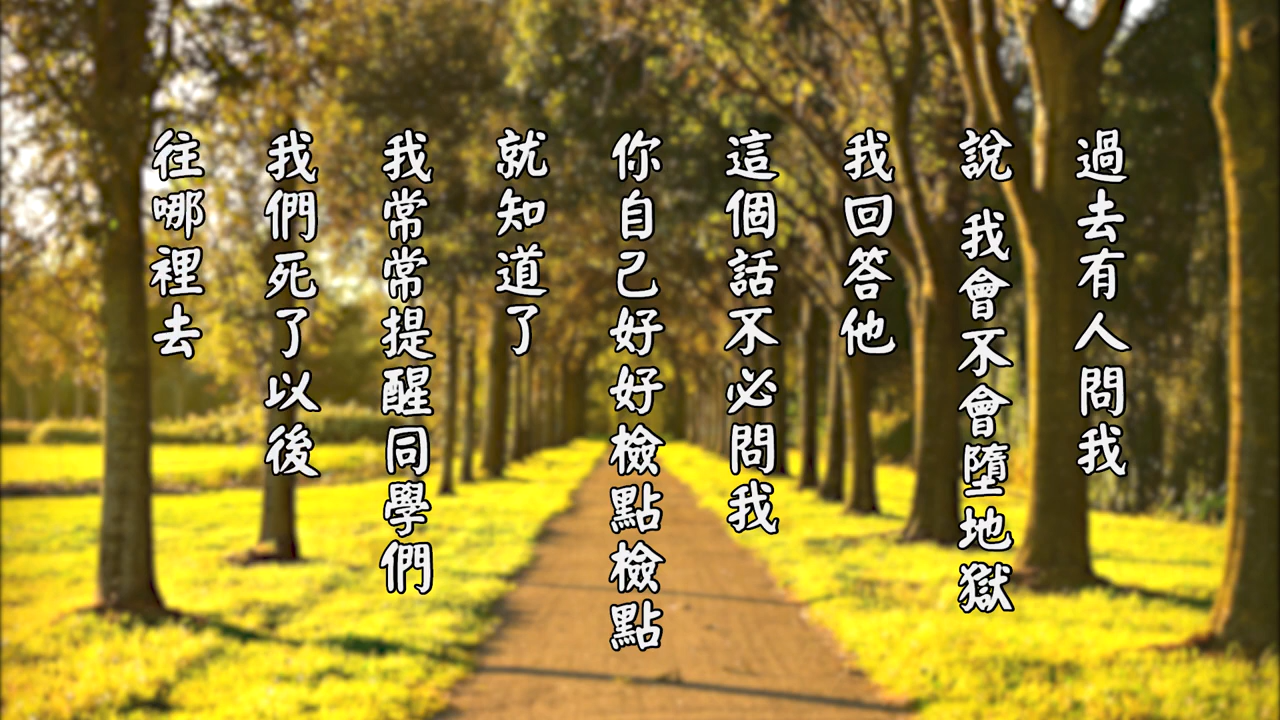 過去有人問我
說 我會不會墮地獄
我回答他
這個話不必問我
你自己好好檢點檢點
就知道了
我常常提醒同學們
我們死了以後
往哪裡去